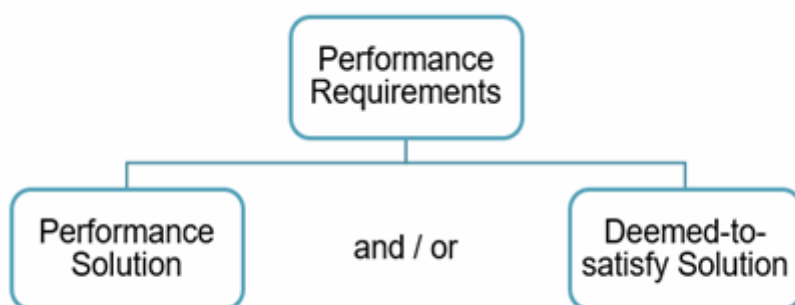 Performance
Requirements
Performance
Solution
and / or
Deemed-to-
satisfy Solution